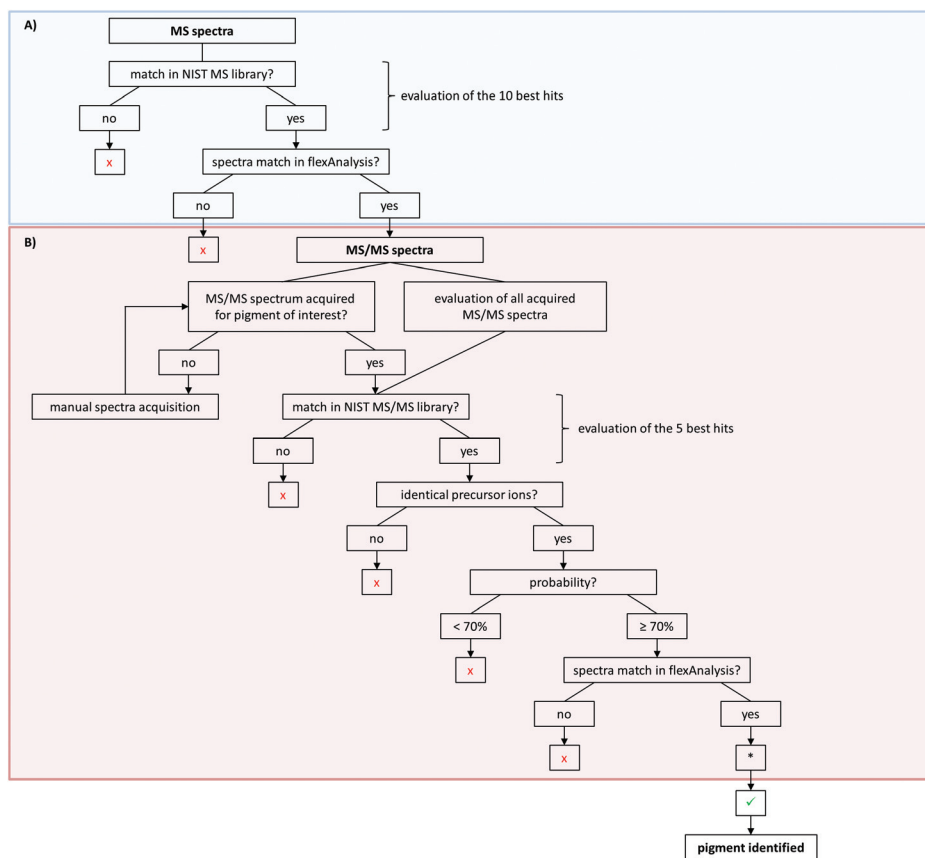 A)
MS spectra
match in NIST MS library?
evaluation of the 10 best hits
no
yes
x
spectra match in flexAnalysis?
no
yes
B)
x
MS/MS spectra
MS/MS spectrum acquired
for pigment of interest?
evaluation of all acquired
MS/MS spectra
no
yes
manual spectra acquisition
match in NIST MS/MS library?
evaluation of the 5 best hits
no
yes
x
identical precursor ions?
no
yes
x
probability?
< 70%
≥ 70%
x
spectra match in flexAnalysis?
no
yes
x
*
✓
pigment identified